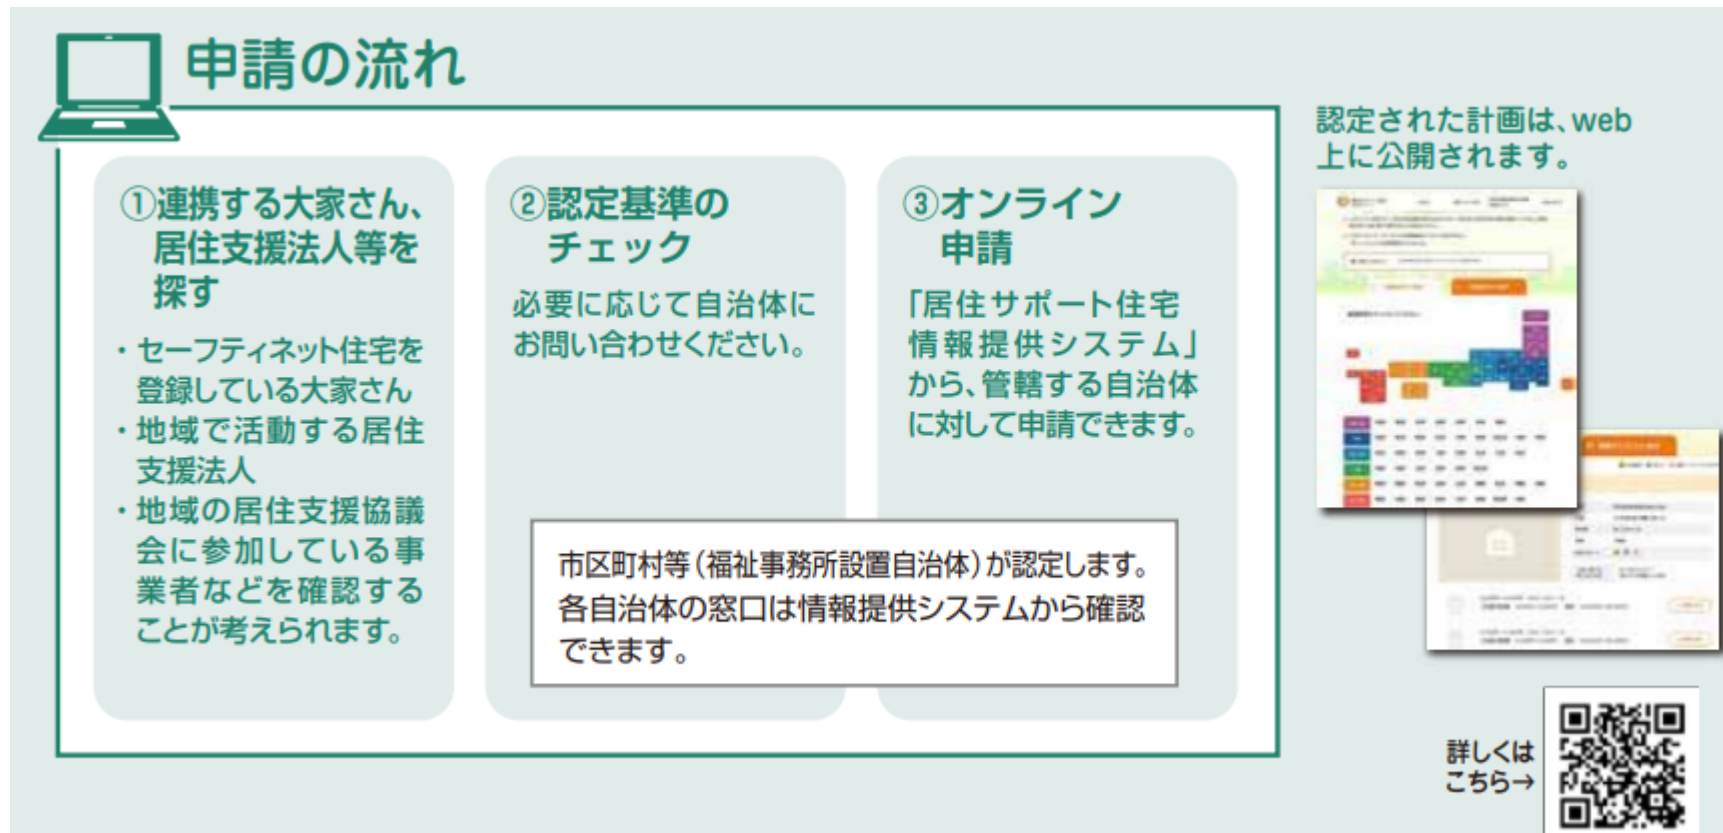 申請の流れ
①連携する大家さん、
居住支援法人等を
探す
・セーフティネット住宅を
登録している大家さん
・地域で活動する居住
支援法人
・地域の居住支援協議
会に参加している事
業者などを確認する
ことが考えられます。
②認定基準の
チェック
必要に応じて自治体に
お問い合わせください。
③オンライン
申請
「居住サポート住宅
情報提供システム」
から、管轄する自治体
に対して申請できます。
市区町村等(福祉事務所設置自治体)が認定します。
各自治体の窓口は情報提供システムから確認
できます。
認定された計画は、web
上に公開されます。
詳しくは
こちら→